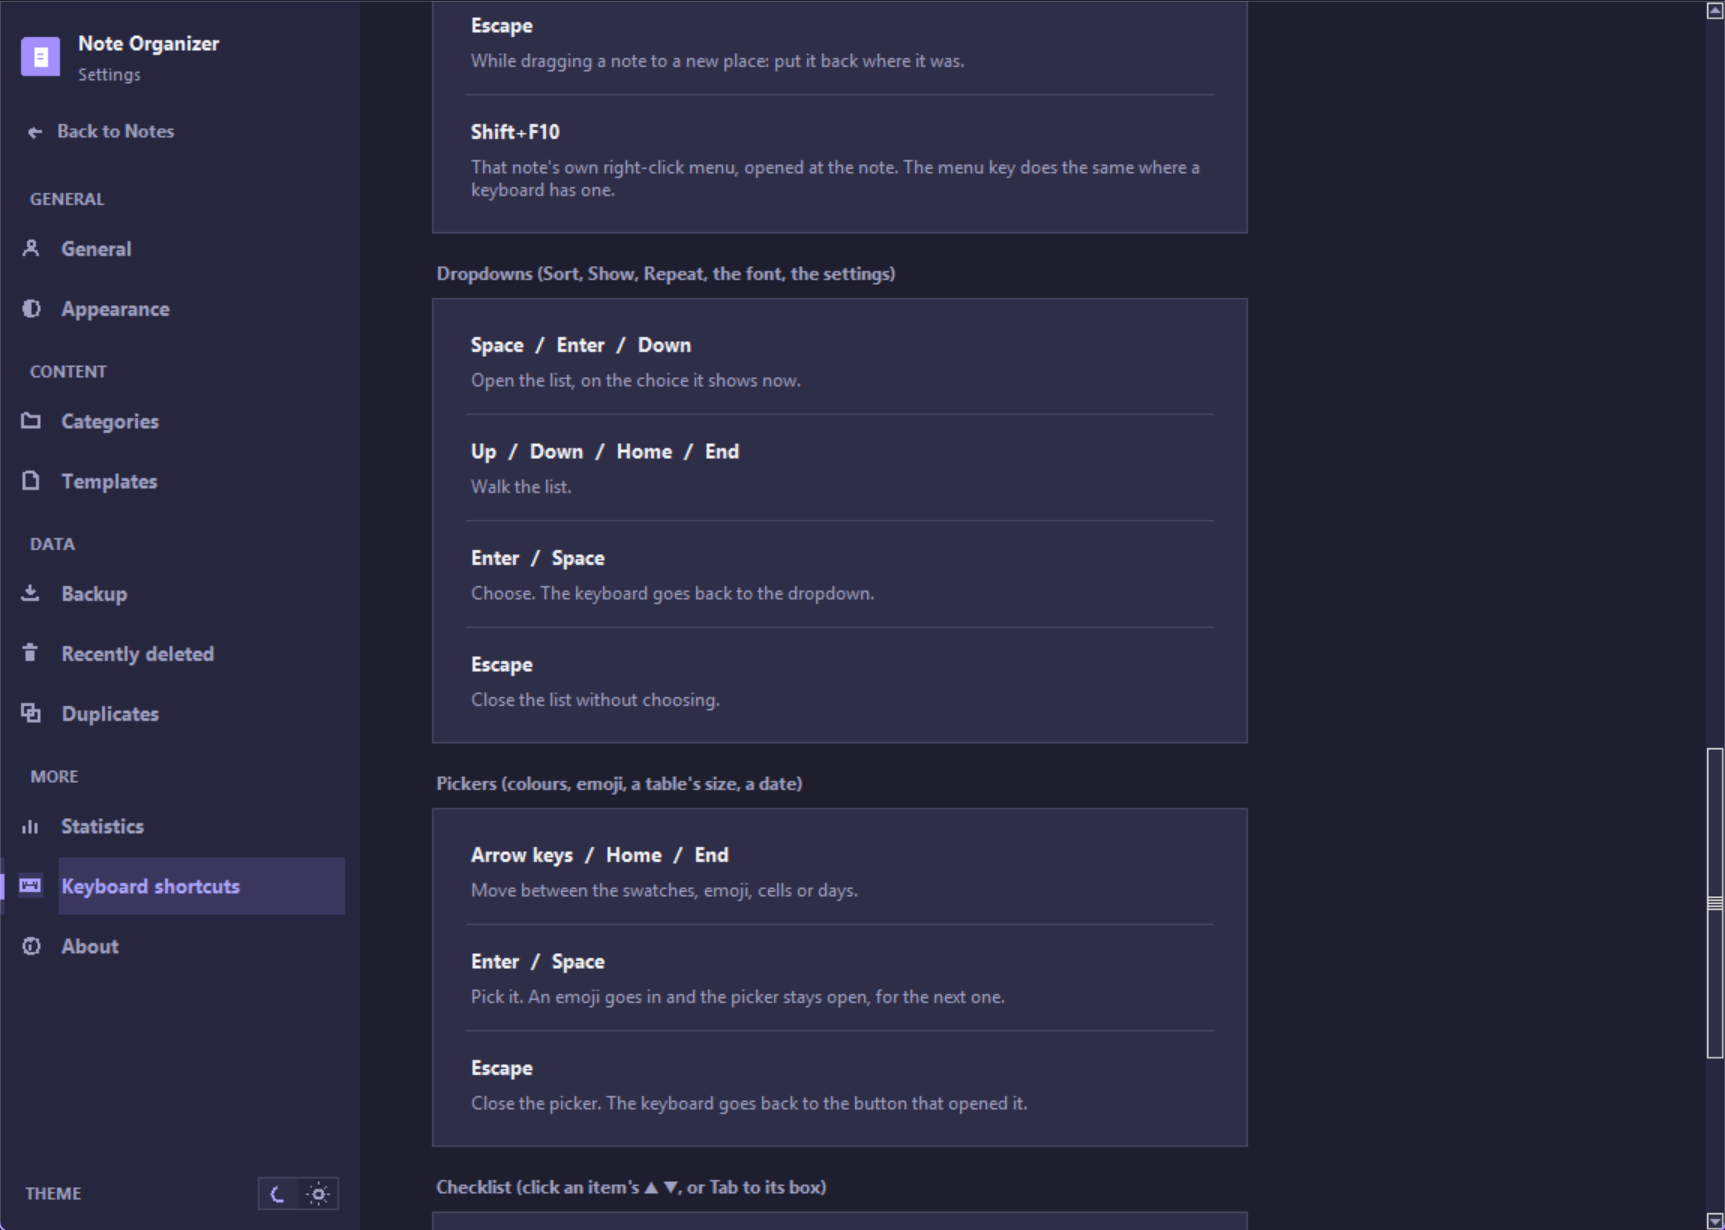 Note Organizer
Settings
Back to Notes
GENERAL
General
Appearance
CONTENT
Categories
Templates
DATA
Backup
Recently deleted
Duplicates
MORE
Statistics
Keyboard shortcuts
About
THEME
Escape
While dragging a note to a new place: put it back where it was.
Shift+F10
That note's own right-click menu, opened at the note. The menu key does the same where a
keyboard has one.
Dropdowns (Sort, Show, Repeat, the font, the settings)
Space / Enter / Down
Open the list, on the choice it shows now.
Up / Down / Home / End
Walk the list.
Enter / Space
Choose. The keyboard goes back to the dropdown.
Escape
Close the list without choosing.
Pickers (colours, emoji, a table's size, a date)
Arrow keys / Home / End
Move between the swatches, emoji, cells or days.
Enter / Space
Pick it. An emoji goes in and the picker stays open, for the next one.
Escape
Close the picker. The keyboard goes back to the button that opened it.
Checklist (click an item's ▲▼, or Tab to its box)